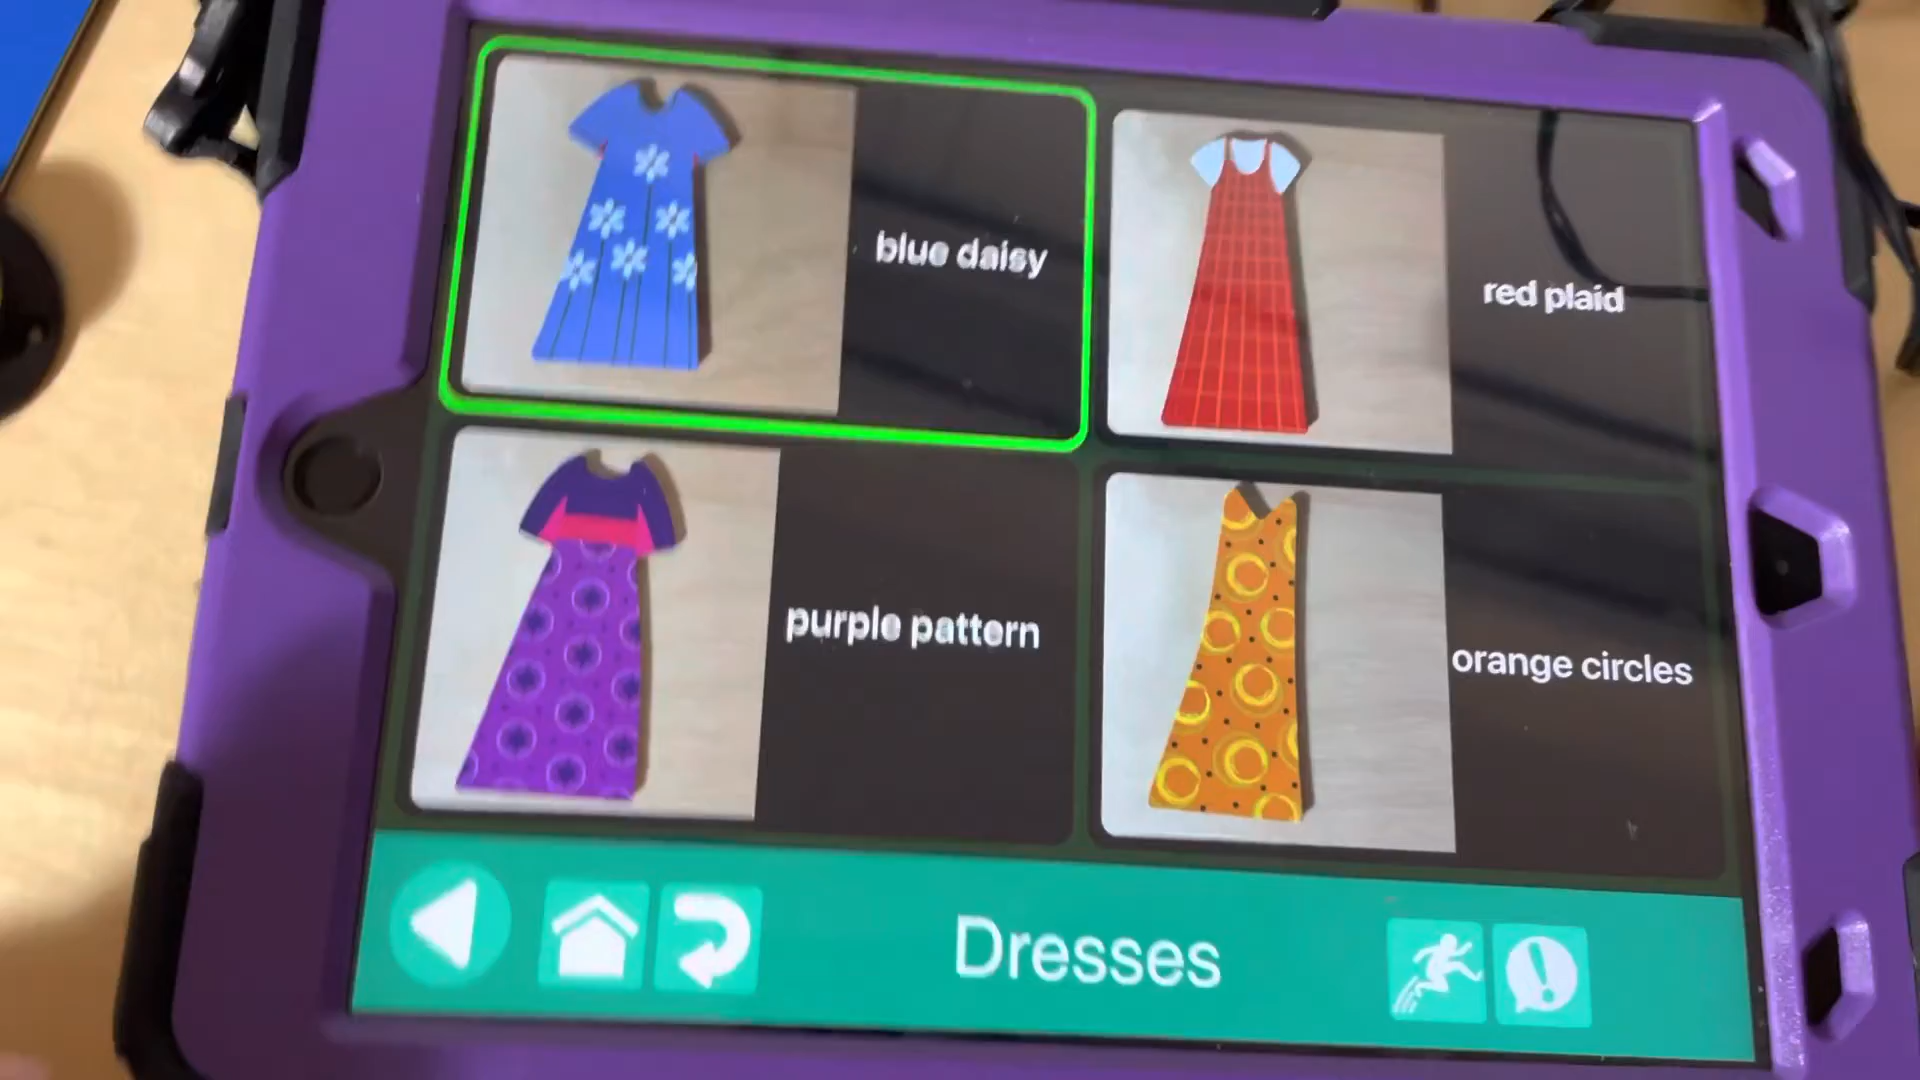 blue daisy
red plaid
purple pattern
orange circles
Dresses